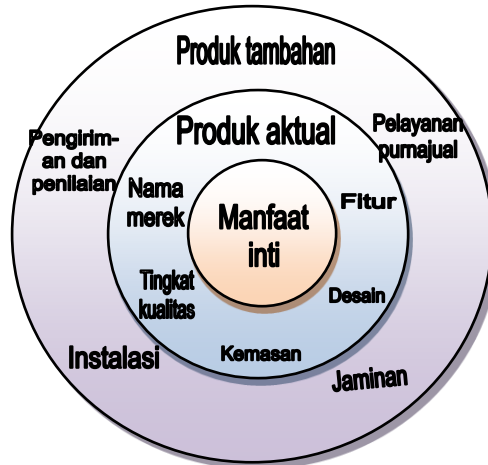 Produk tambahan
Pengirim-
an dan
penilaian
Pelayanan
purnajual
Produk aktual
Nama
merek
Fitur
Manfaat
inti
Tingkat
kualitas
Desain
Kemasan
Instalasi
Jaminan